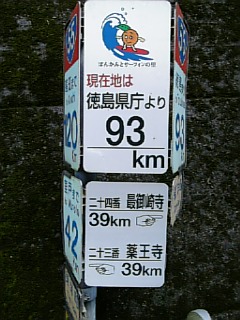 ぽんかんとサーフィンの町
現在地は
徳島県庁より
93
km
二十四番 最御崎寺
39km
二十三番 薬王寺
39km
55
20
42
55
93